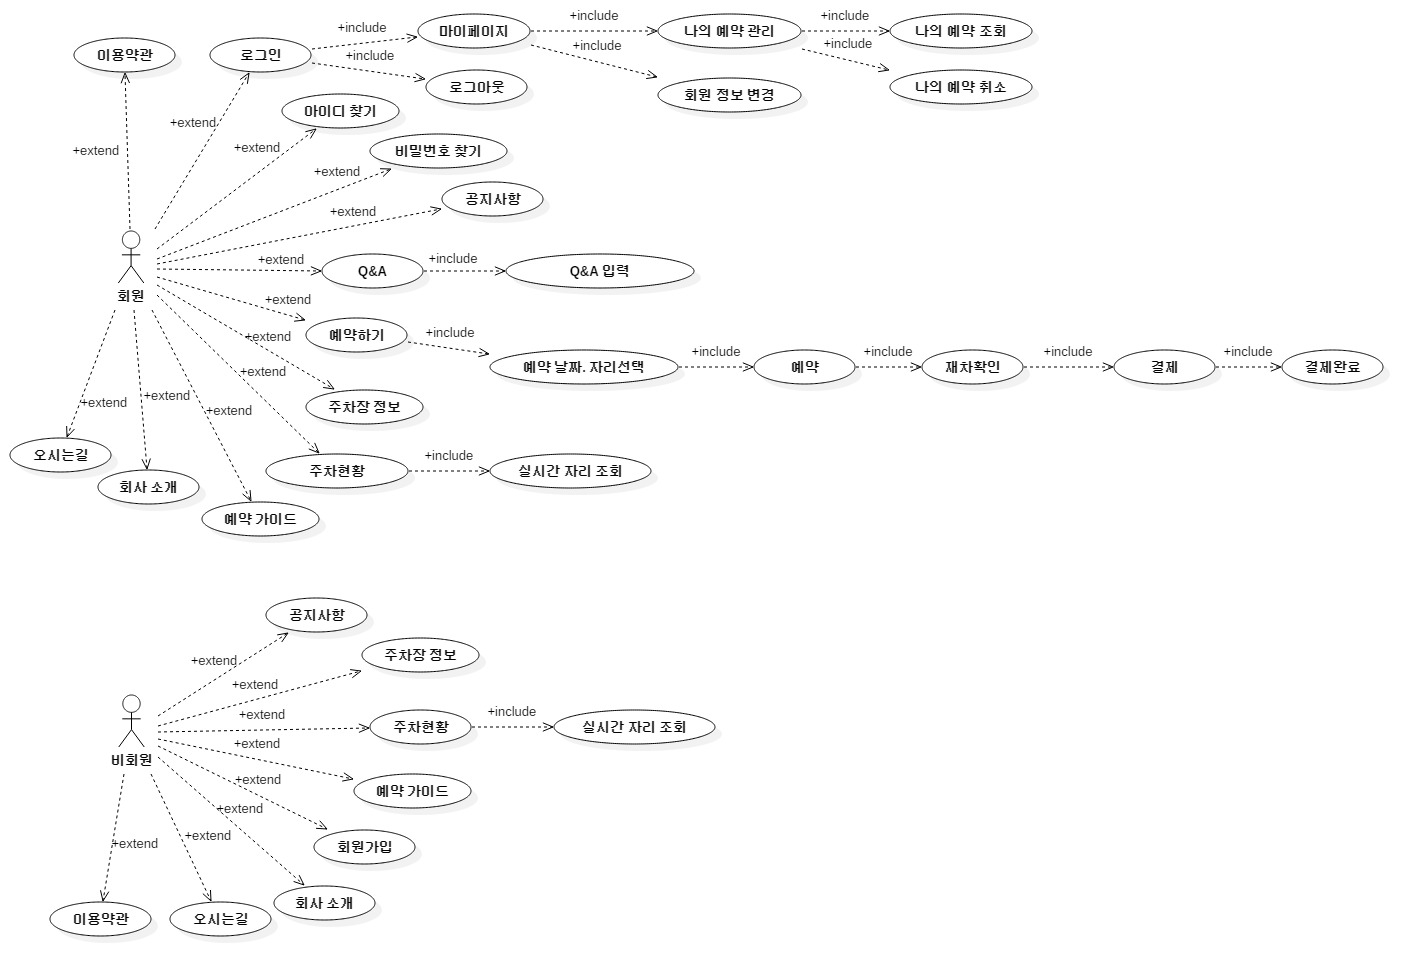 이용약관
로그인
+include
마이페이지
+include
나의 예약 관리
+include
나의 예약 조회
+include
로그아웃
+include
회원 정보 변경
+include
나의 예약 취소
+extend
+extend
아이디 찾기
+extend
비밀번호 찾기
+extend
공지사항
+extend
+extend
Q&A
+include
Q&A 입력
회원
+extend
예약하기
+include
예약 날짜. 자리선택
+include
예약
+include
재차확인
+include
결제
+include
결제완료
+extend
주차장 정보
+extend
주차현황
+include
실시간 자리 조회
+extend
오시는길
+extend
회사 소개
+extend
예약 가이드
공지사항
+extend
주차장 정보
+extend
+extend
주차현황
+include
실시간 자리 조회
비회원
+extend
예약 가이드
+extend
회원가입
+extend
회사 소개
+extend
오시는길
+extend
이용약관